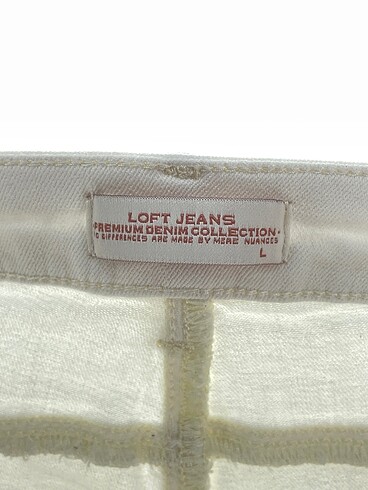 LOFT JEANS
PREMIUM DENIM COLLECTION
DIFFERENCES ARE MADE BY MERE NUANCES
L